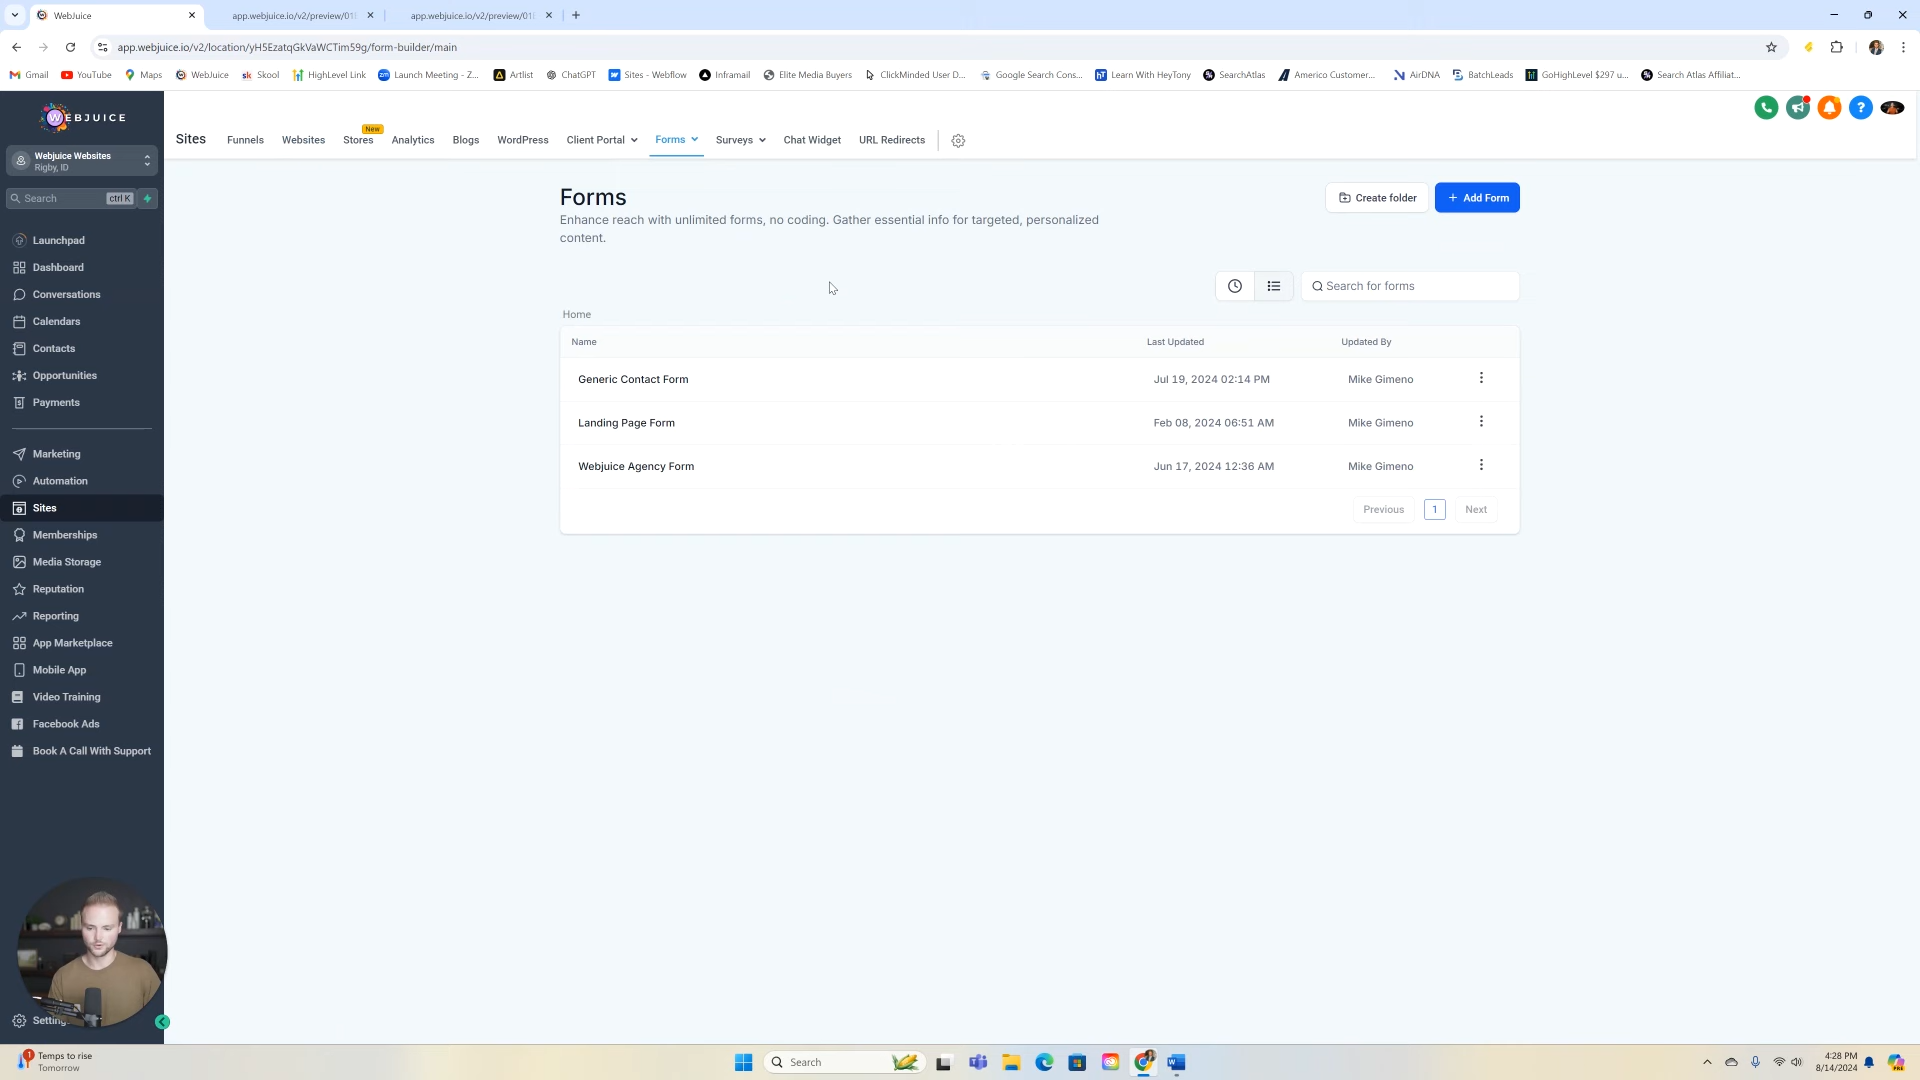 WebJuice
app.webjuice.io/v2/preview/01
app.webjuice.io/v2/preview/01
app.webjuice.io/v2/location/yH5EzatqGkVaWCTim59g/form-builder/main
Gmail
YouTube
Maps
WebJuice
Skool
HighLevel Link
Launch Meeting - Z...
Artlist
ChatGPT
Sites - Webflow
Inframail
Elite Media Buyers
ClickMinded User D...
Google Search Cons...
Learn With HeyTony
SearchAtlas
Americo Customer...
AirDNA
BatchLeads
GoHighLevel $297 u...
Search Atlas Affiliat...
WEBJUICE
Webjuice Websites
Rigby, ID
Search
ctrl K
Launchpad
Dashboard
Conversations
Calendars
Contacts
Opportunities
Payments
Marketing
Automation
Sites
Memberships
Media Storage
Reputation
Reporting
App Marketplace
Mobile App
Video Training
Facebook Ads
Book A Call With Support
Sites
Funnels
Websites
New
Stores
Analytics
Blogs
WordPress
Client Portal
Forms
Surveys
Chat Widget
URL Redirects
Forms
Enhance reach with unlimited forms, no coding. Gather essential info for targeted, personalized
content.
Create folder
+ Add Form
Search for forms
Home
Name
Last Updated
Updated By
Generic Contact Form
Jul 19, 2024 02:14 PM
Mike Gimeno
Landing Page Form
Feb 08, 2024 06:51 AM
Mike Gimeno
Webjuice Agency Form
Jun 17, 2024 12:36 AM
Mike Gimeno
Previous
1
Next
1
Temps to rise
Tomorrow
Search
4:28 PM
8/14/2024